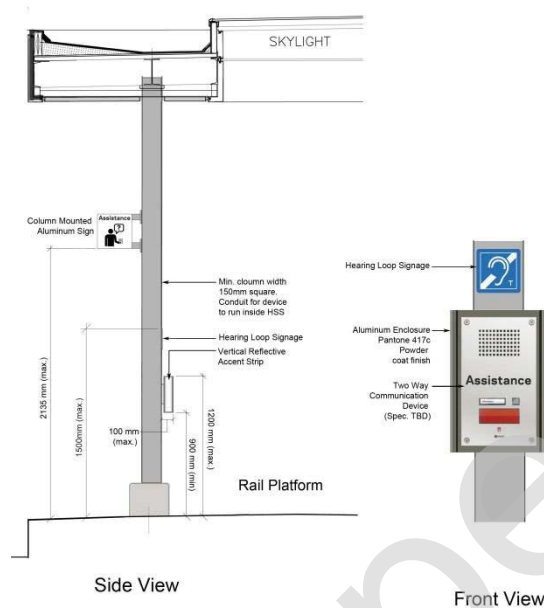 SKYLIGHT
Column Mounted
Aluminum Sign
Assistance
?
Min. cloumn width
150mm square.
Conduit for device
to run inside HSS
Hearing Loop Signage
Vertical Reflective
Accent Strip
2135 mm (max.)
1500mm (max.)
100 mm
(max.)
900 mm (min)
1200 mm (max.)
Rail Platform
Side View
Hearing Loop Signage
T
Aluminum Enclosure
Pantone 417c
Powder
coat finish
Assistance
Two Way
Communication
Device
(Spec. TBD)
Front View